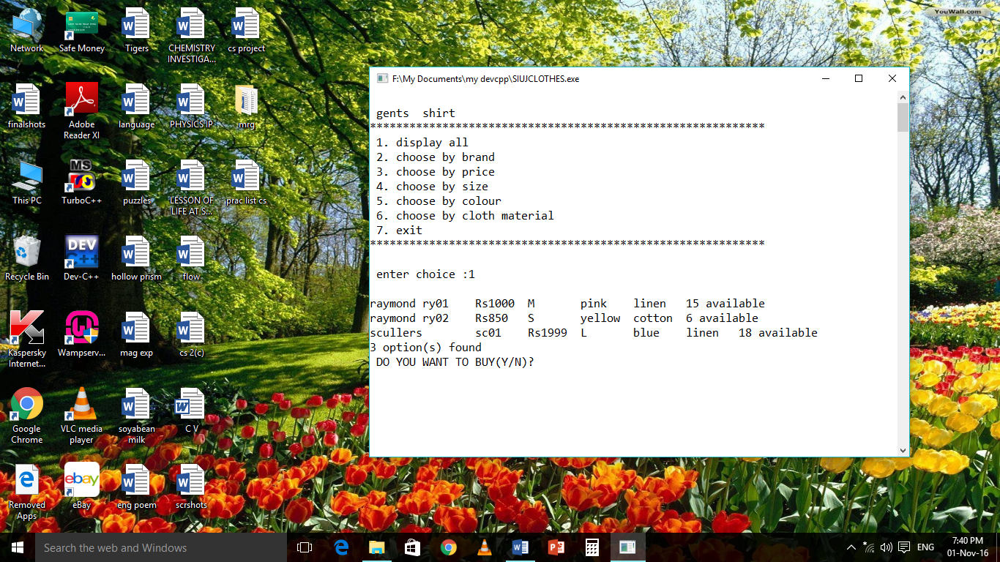 YouWall.com
Network
Safe Money
Tigers
CHEMISTRY
INVESTIGA...
cs project
finalshots
Adobe
Reader XI
language
PHYSICS IP
mrg
This PC
MS
TurboC++
puzzles
LESSON OF
LIFE AT S...
prac list cs
Recycle Bin
DEV
C++
Dev-C++
hollow prism
flow
Kaspersky
Internet...
Wampserv...
mag exp
cs 2(c)
Google
Chrome
VLC media
player
soyabean
milk
C V
Removed
Apps
ebay
eBay
eng poem
scrshots
F:\My Documents\my devcpp\SIUJCLOTHES.exe
gents  shirt
************************************************************
1. display all
2. choose by brand
3. choose by price
4. choose by size
5. choose by colour
6. choose by cloth material
7. exit
************************************************************
enter choice :1
raymond ry01    Rs1000  M       pink    linen   15 available
raymond ry02    Rs850   S       yellow  cotton  6 available
scullers        sc01    Rs1999  L       blue    linen   18 available
3 option(s) found
DO YOU WANT TO BUY(Y/N)?
Search the web and Windows
ENG
7:40 PM
01-Nov-16